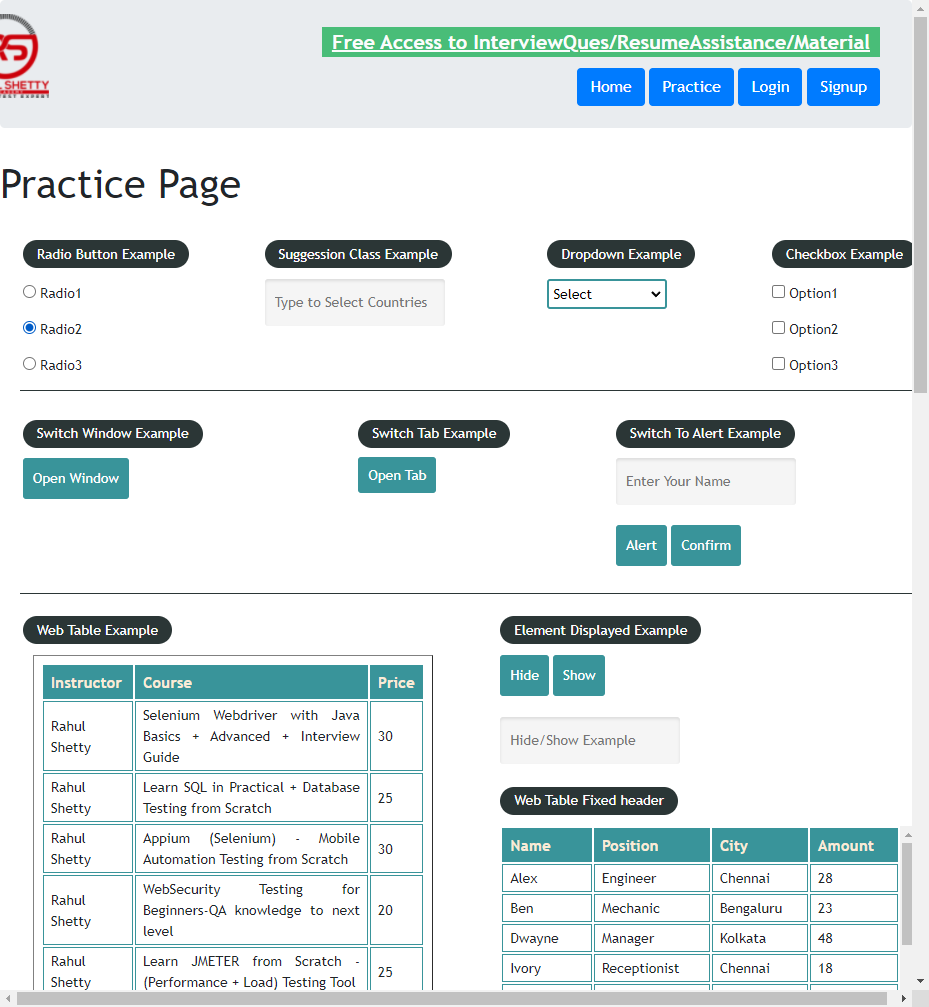 Free Access to InterviewQues/ResumeAssistance/Material
L SHETTY
Home Practice Login Signup
Practice Page
Radio Button Example
Radio1
Radio2
Radio3
Suggession Class Example
Type to Select Countries
Dropdown Example
Select
Checkbox Example
Option1
Option2
Option3
Switch Window Example
Open Window
Switch Tab Example
Open Tab
Switch To Alert Example
Enter Your Name
Alert Confirm
Web Table Example
Instructor Course Price
Rahul Shetty
Selenium Webdriver with Java
Basics + Advanced + Interview
Guide
30
Rahul Shetty
Learn SQL in Practical + Database
Testing from Scratch
25
Rahul Shetty
Appium (Selenium) - Mobile
Automation Testing from Scratch
30
Rahul Shetty
WebSecurity Testing for
Beginners-QA knowledge to next
level
20
Rahul Shetty
Learn JMETER from Scratch -
(Performance + Load) Testing Tool
25
Element Displayed Example
Hide Show
Hide/Show Example
Web Table Fixed header
Name Position City Amount
Alex Engineer Chennai 28
Ben Mechanic Bengaluru 23
Dwayne Manager Kolkata 48
Ivory Receptionist Chennai 18